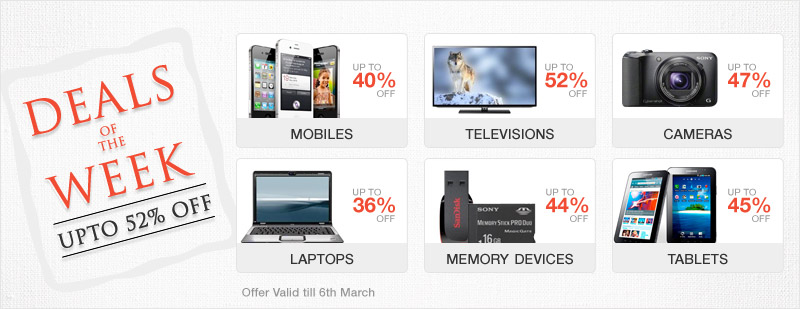 DEALS
OF
THE
WEEK
UPTO 52% OFF
UP TO
40%
OFF
MOBILES
UP TO
52%
OFF
TELEVISIONS
SONY
UP TO
47%
OFF
CAMERAS
UP TO
36%
OFF
LAPTOPS
SanDisk
SONY
MEMORY STICK PRO DUO
MAGICGATE
16GB
UP TO
44%
OFF
MEMORY DEVICES
UP TO
45%
OFF
TABLETS
Offer Valid till 6th March